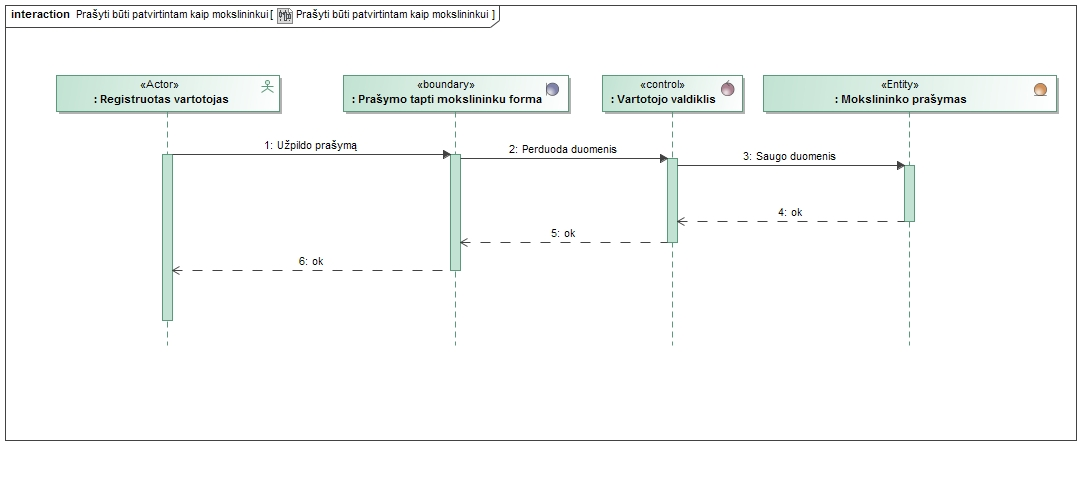 interaction Prašyti būti patvirtintam kaip mokslininkui[ Prašyti būti patvirtintam kaip mokslininkui ]
«Actor»
: Registruotas vartotojas
«boundary»
: Prašymo tapti mokslininku forma
«control»
: Vartotojo valdiklis
«Entity»
: Mokslininko prašymas
1: Užpildo prašymą
2: Perduoda duomenis
3: Saugo duomenis
4: ok
5: ok
6: ok